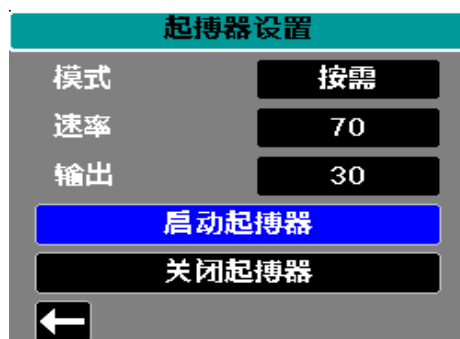 起搏器设置
模式 按需
速率 70
输出 30
启动起搏器
关闭起搏器